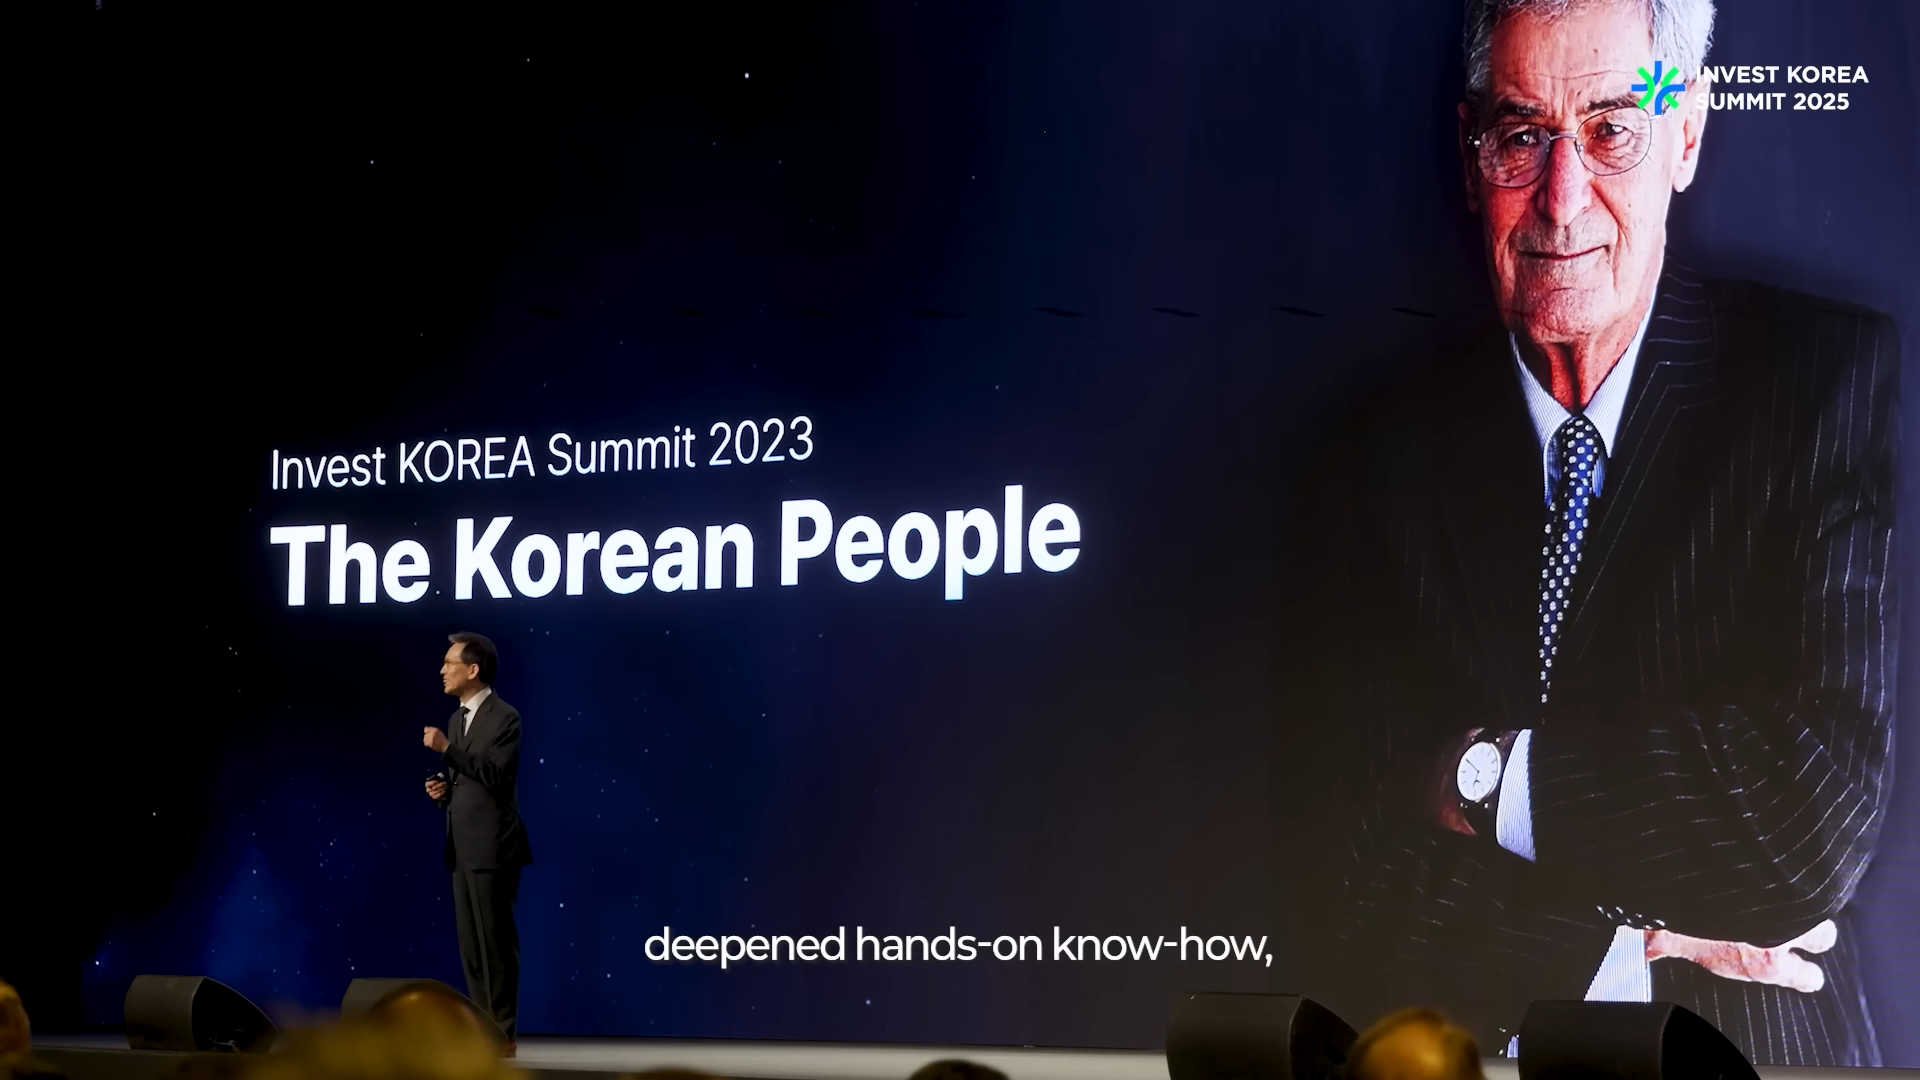 INVEST KOREA
SUMMIT 2025
Invest KOREA Summit 2023
The Korean People
deepened hands-on know-how,